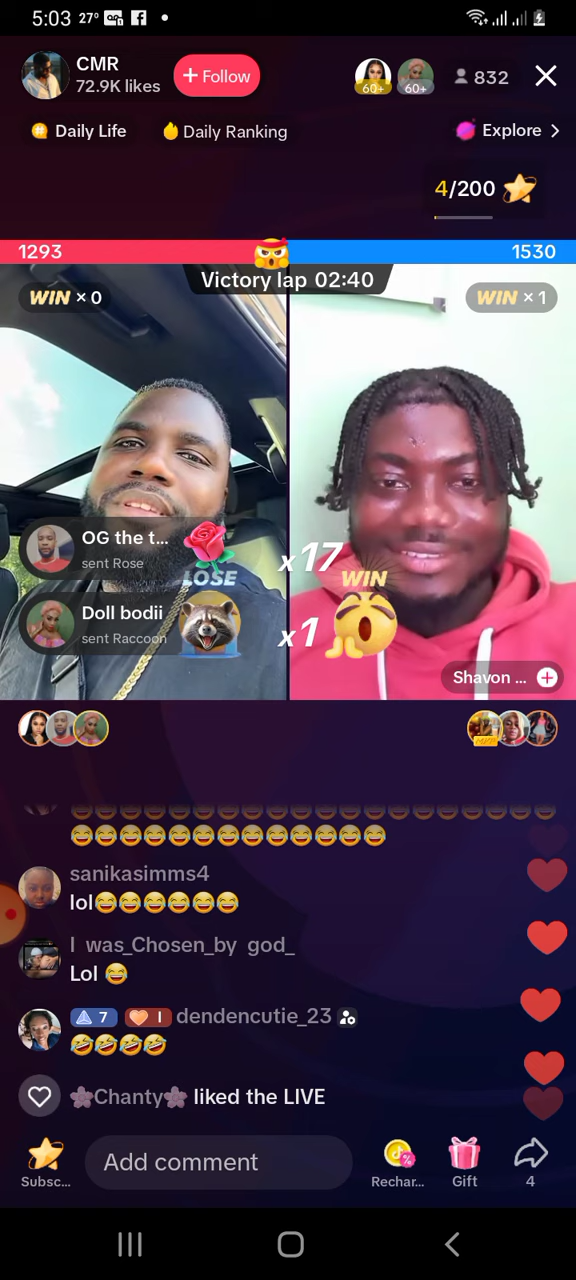 5:03 27°
CMR
72.9K likes
+ Follow
60+ 60+
832
Daily Life
Daily Ranking
Explore
4/200
1293
1530
Victory lap 02:40
WIN × 0
WIN × 1
OG the t...
sent Rose
x17
LOSE
WIN
Doll bodii
sent Raccoon
x1
Shavon ...
sanikasimms4
lol😂😂😂😂😂😂
I was_Chosen_by god_
Lol 😂
7 I dendencutie_23
🤣🤣🤣🤣
🌸Chanty🌸 liked the LIVE
Add comment
Subsc...
Rechar...
Gift
4